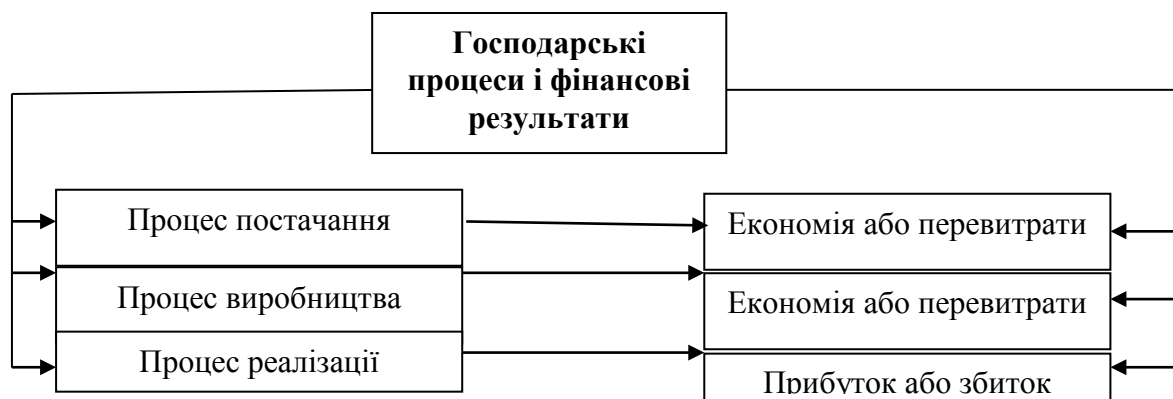 Господарські
процеси і фінансові
результати
Процес постачання
Економія або перевитрати
Процес виробництва
Економія або перевитрати
Процес реалізації
Прибуток або збиток